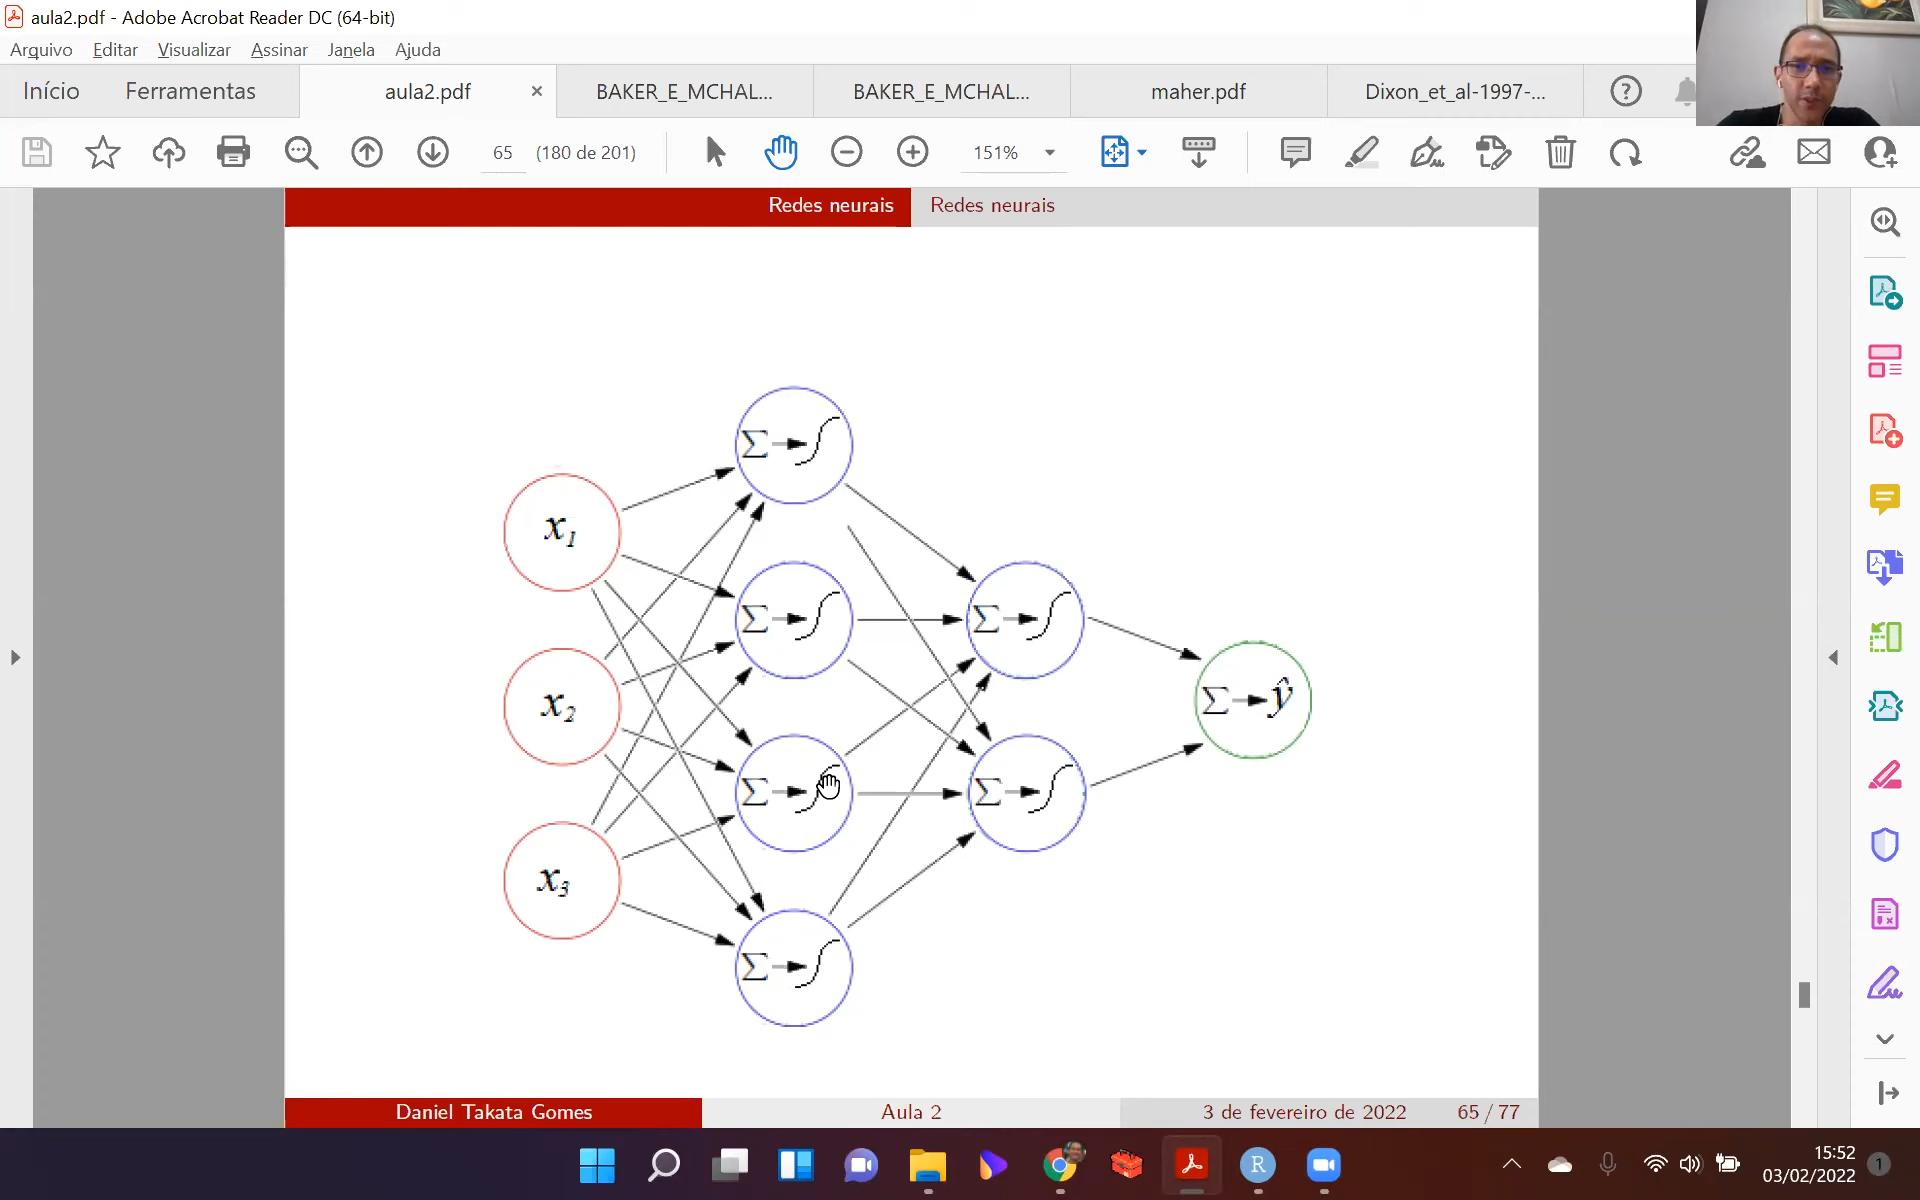 aula2.pdf - Adobe Acrobat Reader DC (64-bit)
Arquivo Editar Visualizar Assinar Janela Ajuda
Início Ferramentas aula2.pdf × BAKER_E_MCHAL... BAKER_E_MCHAL... maher.pdf Dixon_et_al-1997-...
65 (180 de 201) 151%
Redes neurais Redes neurais
Σ
x₁
Σ Σ
x₂ Σ ŷ
Σ Σ
x₃
Σ
Daniel Takata Gomes Aula 2 3 de fevereiro de 2022 65 / 77
15:52
03/02/2022 1